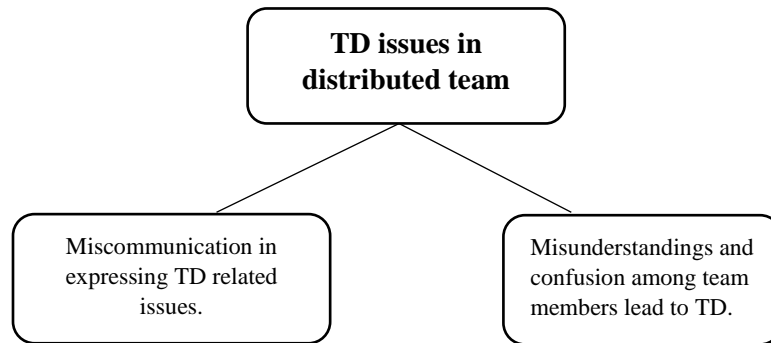 TD issues in
distributed team
Miscommunication in
expressing TD related
issues.
Misunderstandings and
confusion among team
members lead to TD.